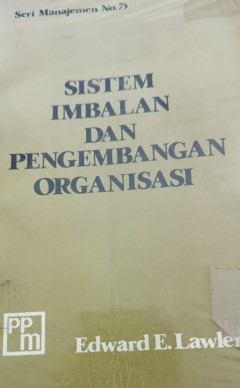 Seri Manajemen No.75
SISTEM
IMBALAN
DAN
PENGEMBANGAN
ORGANISASI
ppm
Edward E. Lawler